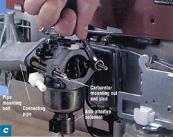 Pipe
mounting
bolt
Connecting
pipe
Carburetor
mounting nut
and stud
Anti-afterfire
solenoid
C